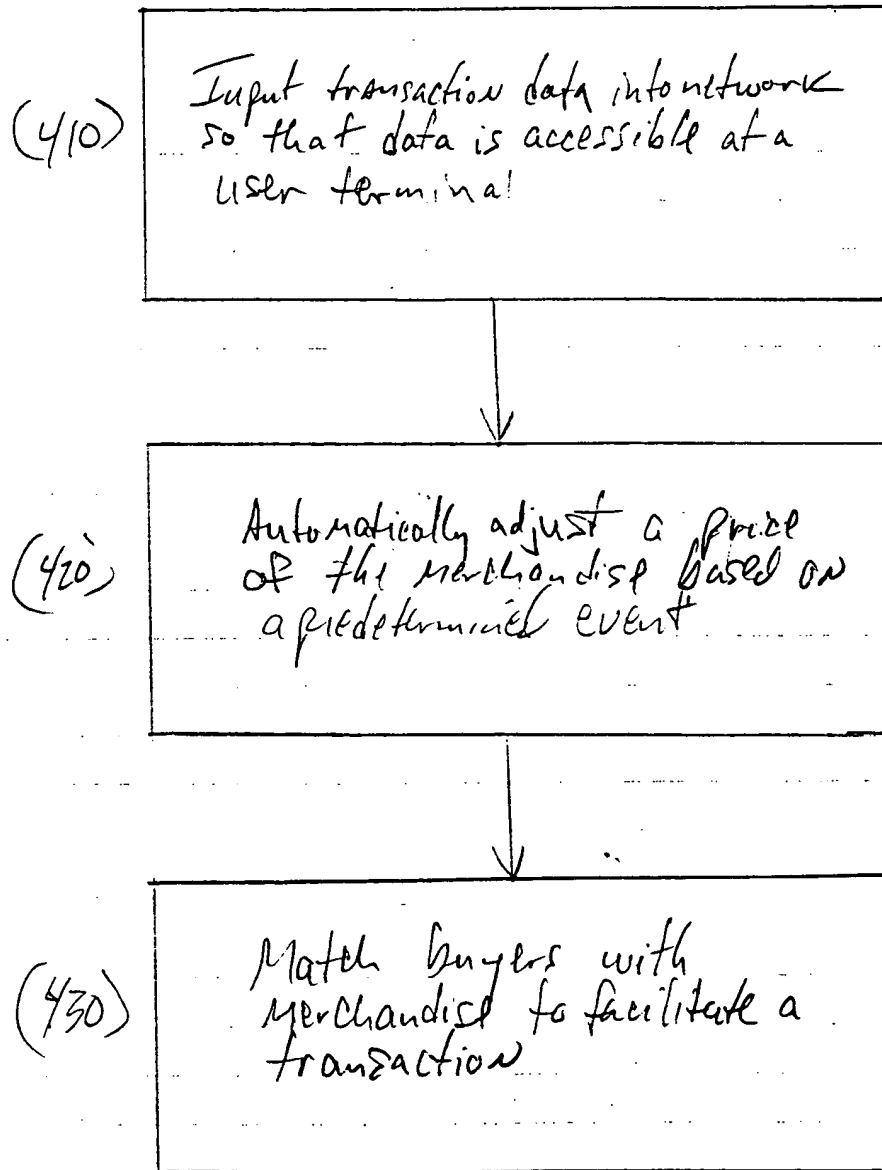 (410)
Input transaction data into network
so that data is accessible at a
user terminal
(420)
Automatically adjust a price
of the merchandise based on
a predetermined event
(430)
Match buyers with
merchandise to facilitate a
transaction